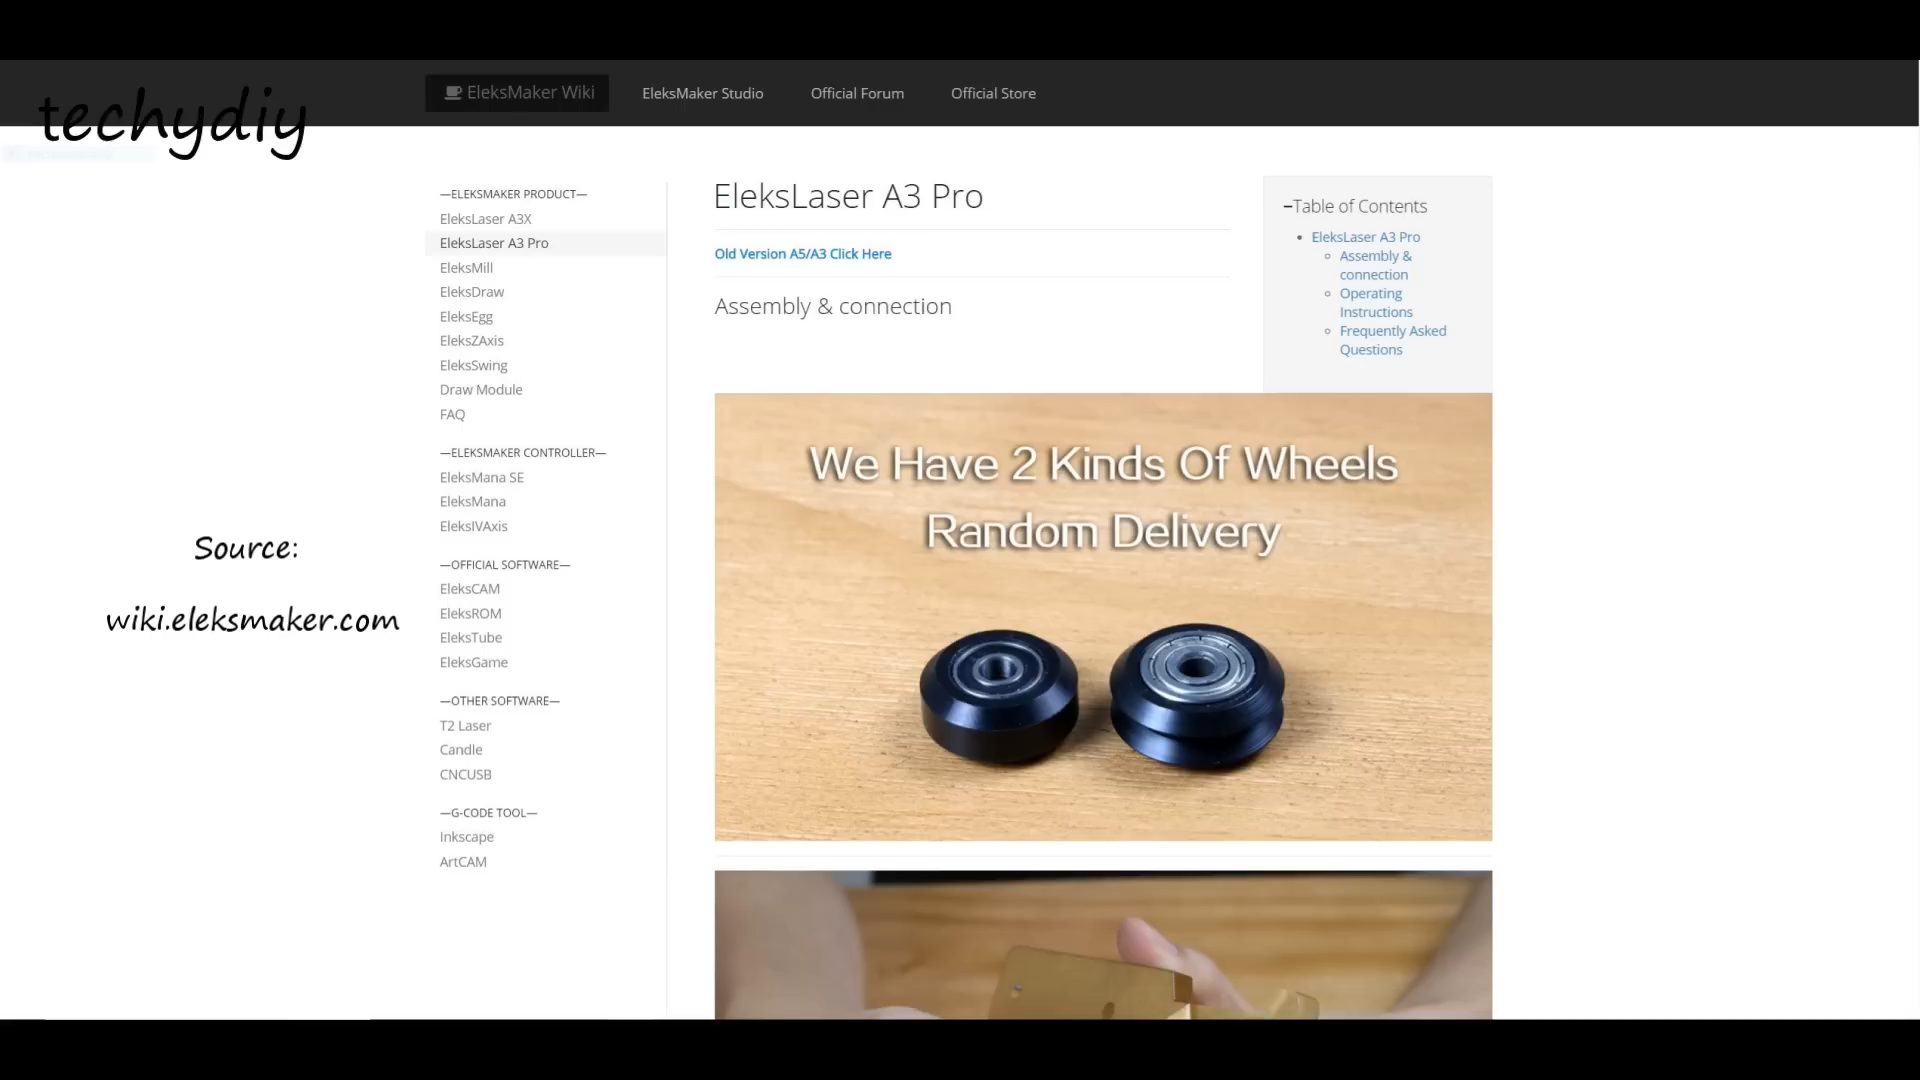 techydiy
EleksMaker Wiki
EleksMaker Studio
Official Forum
Official Store
—ELEKSMAKER PRODUCT—
EleksLaser A3X
EleksLaser A3 Pro
EleksMill
EleksDraw
EleksEgg
EleksZAxis
EleksSwing
Draw Module
FAQ
—ELEKSMAKER CONTROLLER—
EleksMana SE
EleksMana
EleksIVAxis
—OFFICIAL SOFTWARE—
EleksCAM
EleksROM
EleksTube
EleksGame
—OTHER SOFTWARE—
T2 Laser
Candle
CNCUSB
—G-CODE TOOL—
Inkscape
ArtCAM
Source:
wiki.eleksmaker.com
EleksLaser A3 Pro
Old Version A5/A3 Click Here
Assembly & connection
−Table of Contents
EleksLaser A3 Pro
Assembly &
connection
Operating
Instructions
Frequently Asked
Questions
We Have 2 Kinds Of Wheels
Random Delivery